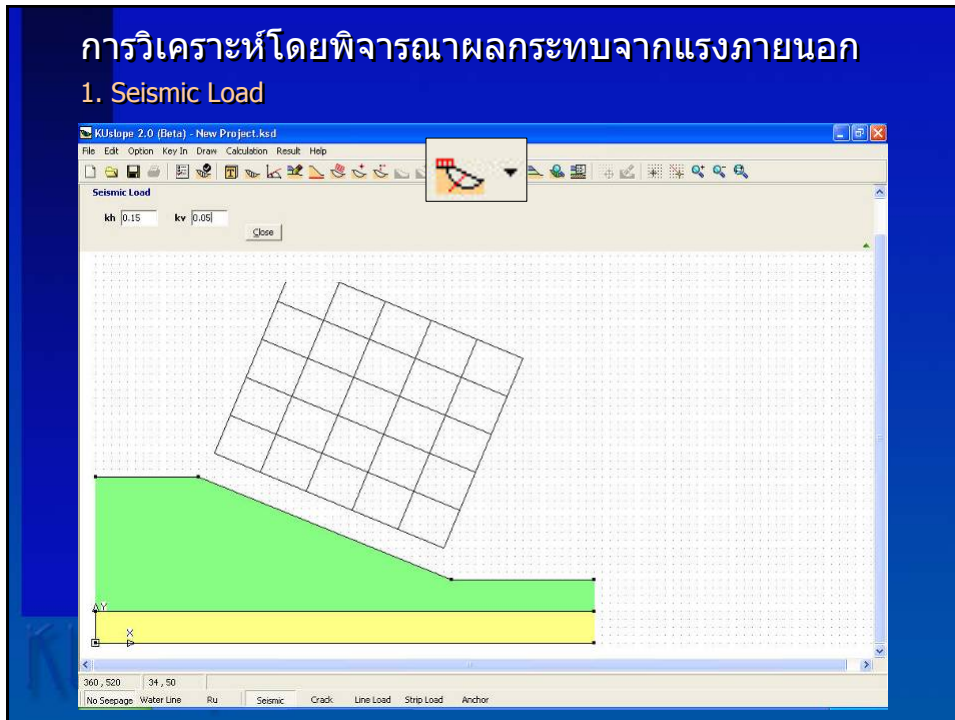 การวิเคราะห์โดยพิจารณาผลกระทบจากแรงภายนอก
1. Seismic Load
KUslope 2.0 (Beta) - New Project.ksd
File Edit Option Key In Draw Calculation Result Help
Seismic Load
kh 0.15 kv 0.05
Close
Y
X
360 , 520 34 , 50
No Seepage Water Line Ru Seismic Crack Line Load Strip Load Anchor